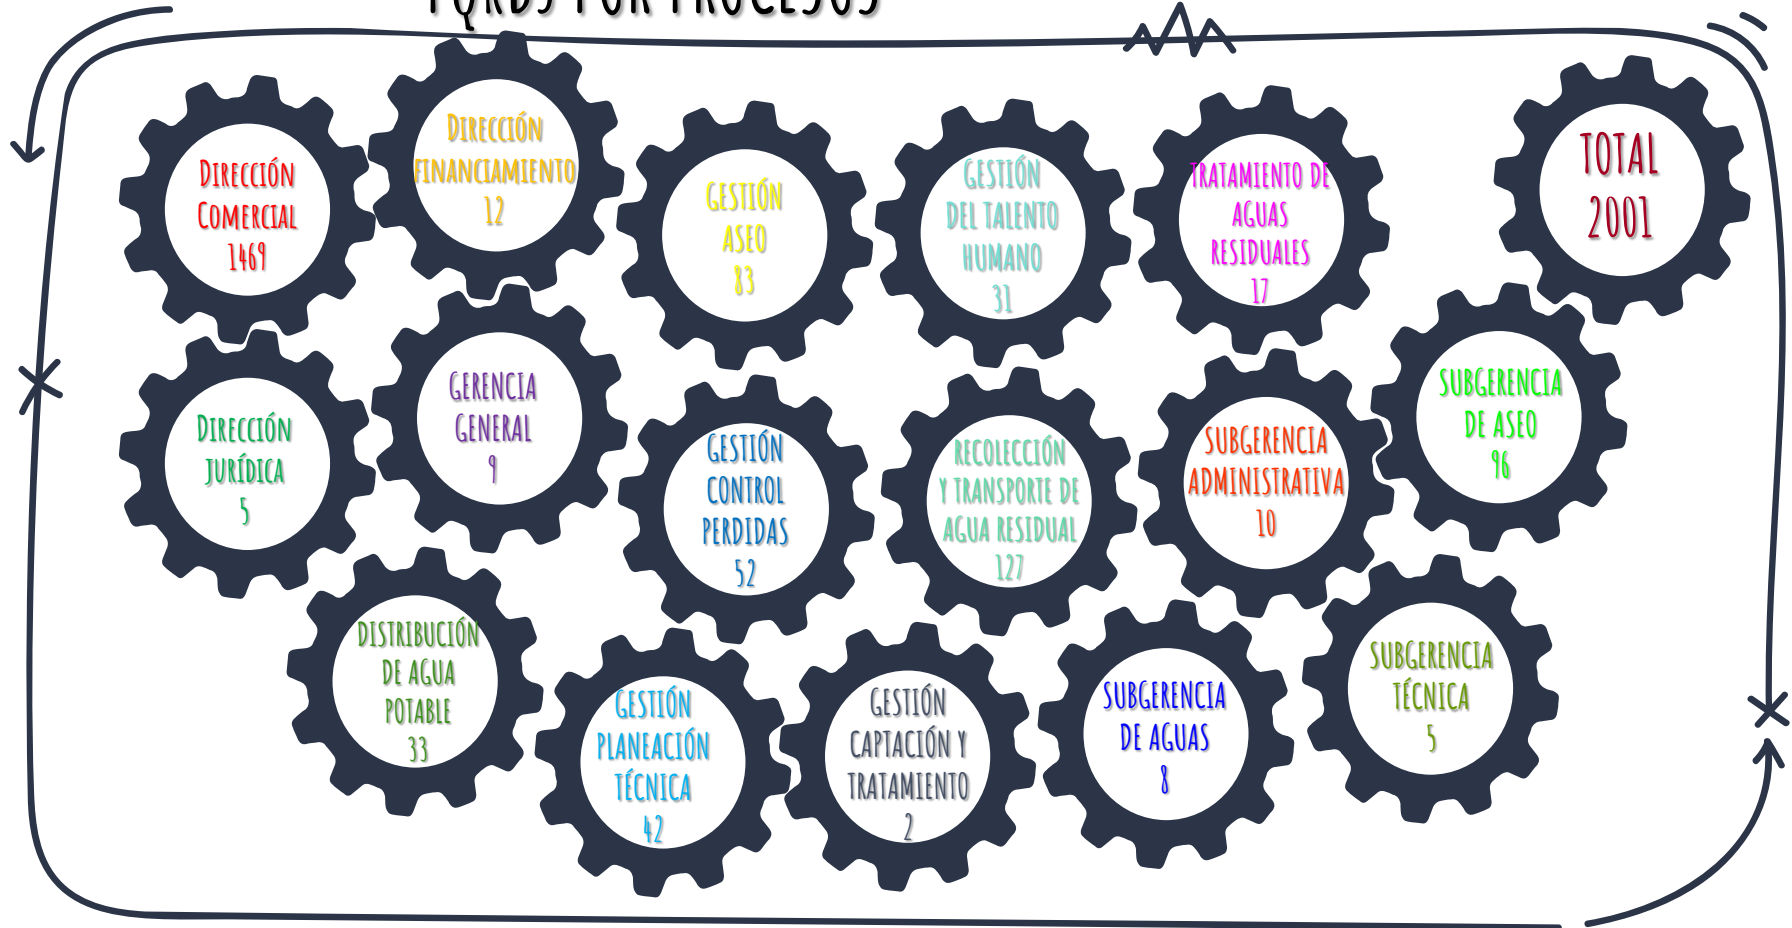 PQRDS POR PROCESOS
Dirección
Comercial
1469
Dirección
financiamiento
12
GESTIÓN
ASEO
83
GESTIÓN
DEL TALENTO
HUMANO
31
TRATAMIENTO DE
AGUAS
RESIDUALES
17
TOTAL
2001
Dirección
jurídica
5
GERENCIA
GENERAL
9
GESTIÓN
CONTROL
PERDIDAS
52
RECOLECCIÓN
Y TRANSPORTE DE
AGUA RESIDUAL
127
SUBGERENCIA
ADMINISTRATIVA
10
SUBGERENCIA
DE ASEO
96
DISTRIBUCIÓN
DE AGUA
POTABLE
33
GESTIÓN
PLANEACIÓN
TÉCNICA
42
GESTIÓN
CAPTACIÓN Y
TRATAMIENTO
2
SUBGERENCIA
DE AGUAS
8
SUBGERENCIA
TÉCNICA
5